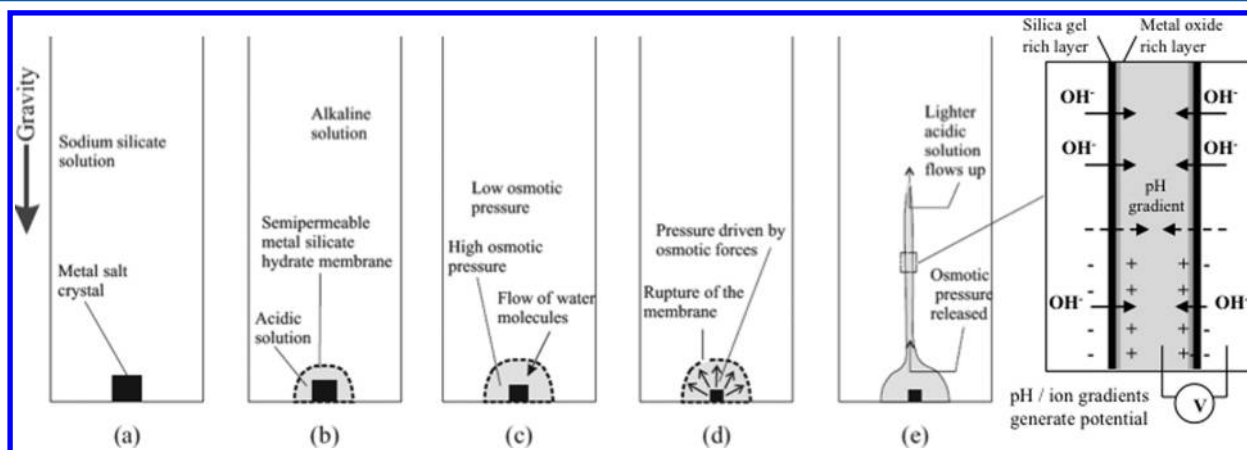 Gravity
Sodium silicate
solution
Metal salt
crystal
(a)
Alkaline
solution
Semipermeable
metal silicate
hydrate membrane
Acidic
solution
(b)
Low osmotic
pressure
High osmotic
pressure
Flow of water
molecules
(c)
Pressure driven by
osmotic forces
Rupture of the
membrane
(d)
Lighter
acidic
solution
flows up
Osmotic
pressure
released
(e)
Silica gel
rich layer
Metal oxide
rich layer
OH- OH-
OH- OH-
pH
gradient
- + + -
- + + -
OH- OH-
- + + -
- + + -
- + + -
V
pH / ion gradients
generate potential